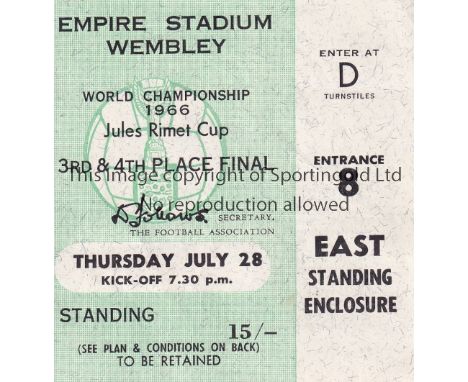 EMPIRE STADIUM
WEMBLEY
WORLD CHAMPIONSHIP
1966
Jules Rimet Cup
3RD & 4TH PLACE FINAL
This image copyright of Sportingold Ltd
No reproduction allowed
SECRETARY.
THE FOOTBALL ASSOCIATION
THURSDAY JULY 28
KICK-OFF 7.30 p.m.
STANDING
15/-
(SEE PLAN & CONDITIONS ON BACK)
TO BE RETAINED
ENTER AT
D
TURNSTILES
ENTRANCE
8
EAST
STANDING
ENCLOSURE